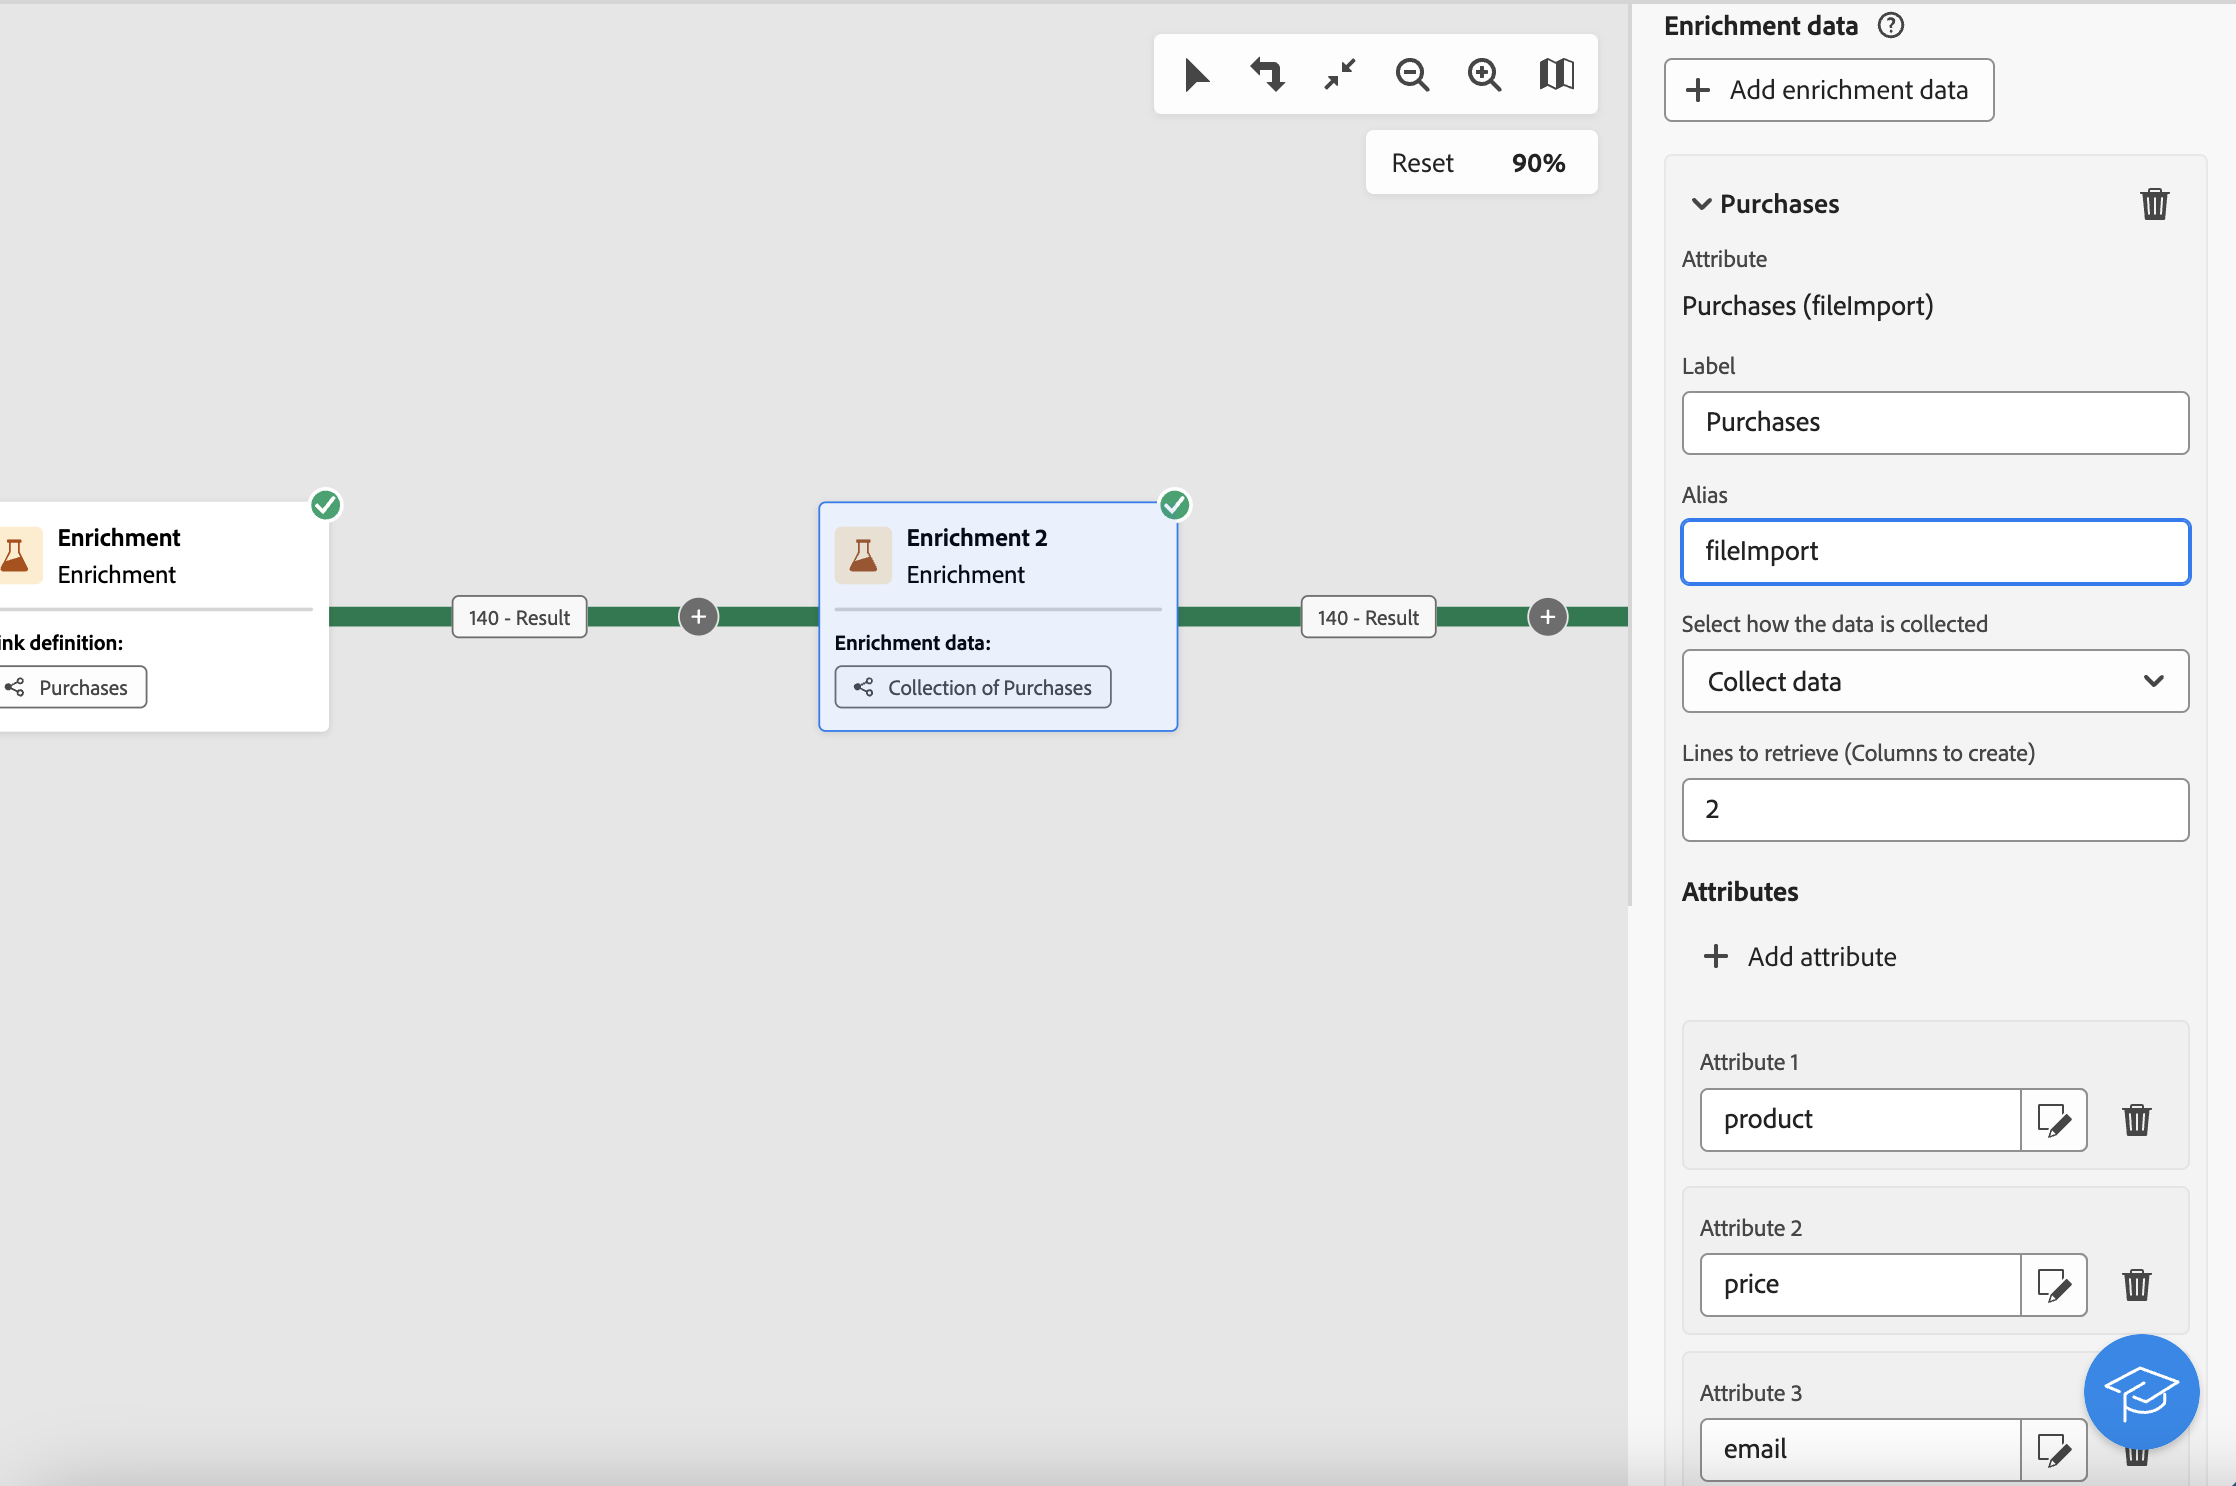 Reset 90%
Enrichment
Enrichment
ink definition:
Purchases
140 - Result
Enrichment 2
Enrichment
Enrichment data:
Collection of Purchases
140 - Result
Enrichment data
Add enrichment data
Purchases
Attribute
Purchases (fileImport)
Label
Purchases
Alias
fileImport
Select how the data is collected
Collect data
Lines to retrieve (Columns to create)
2
Attributes
Add attribute
Attribute 1
product
Attribute 2
price
Attribute 3
email